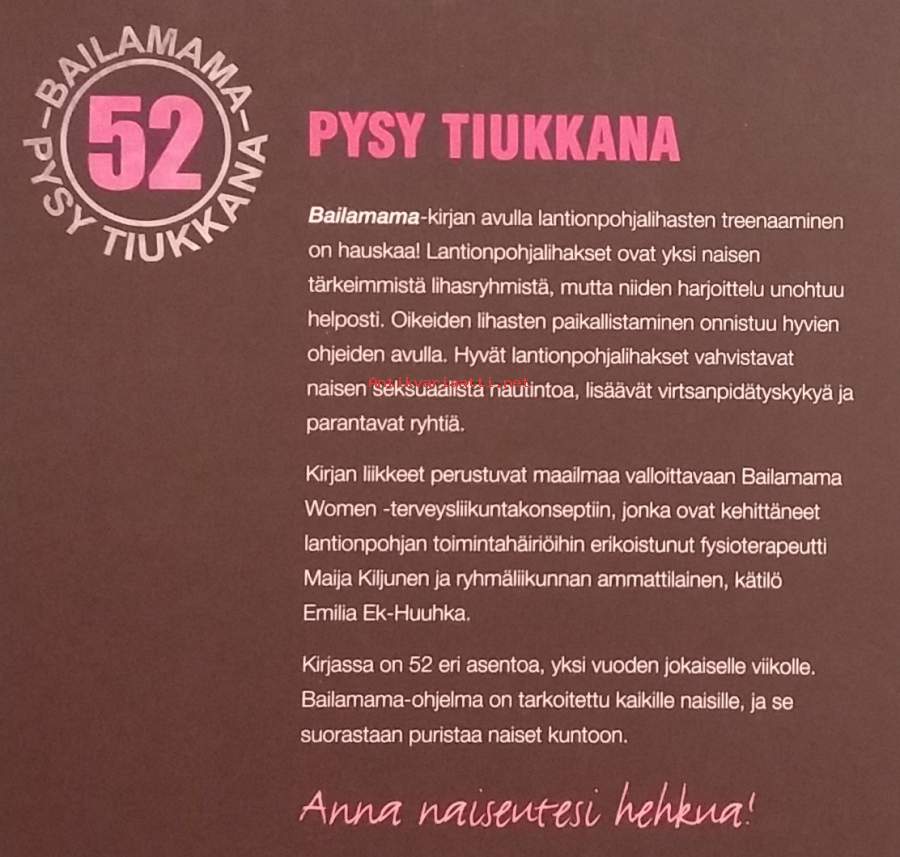 BAILAMAMA
52
PYSY TIUKKANA
PYSY TIUKKANA
Bailamama-kirjan avulla lantionpohjalihasten treenaaminen
on hauskaa! Lantionpohjalihakset ovat yksi naisen
tärkeimmistä lihasryhmistä, mutta niiden harjoittelu unohtuu
helposti. Oikeiden lihasten paikallistaminen onnistuu hyvien
ohjeiden avulla. Hyvät lantionpohjalihakset vahvistavat
Antikvariaatti.net
naisen seksuaalista nautintoa, lisäävät virtsanpidätyskykyä ja
parantavat ryhtiä.
Kirjan liikkeet perustuvat maailmaa valloittavaan Bailamama
Women -terveysliikuntakonseptiin, jonka ovat kehittäneet
lantionpohjan toimintahäiriöihin erikoistunut fysioterapeutti
Maija Kiljunen ja ryhmäliikunnan ammattilainen, kätilö
Emilia Ek-Huuhka.
Kirjassa on 52 eri asentoa, yksi vuoden jokaiselle viikolle.
Bailamama-ohjelma on tarkoitettu kaikille naisille, ja se
suorastaan puristaa naiset kuntoon.
Anna naiseutesi hehkua!